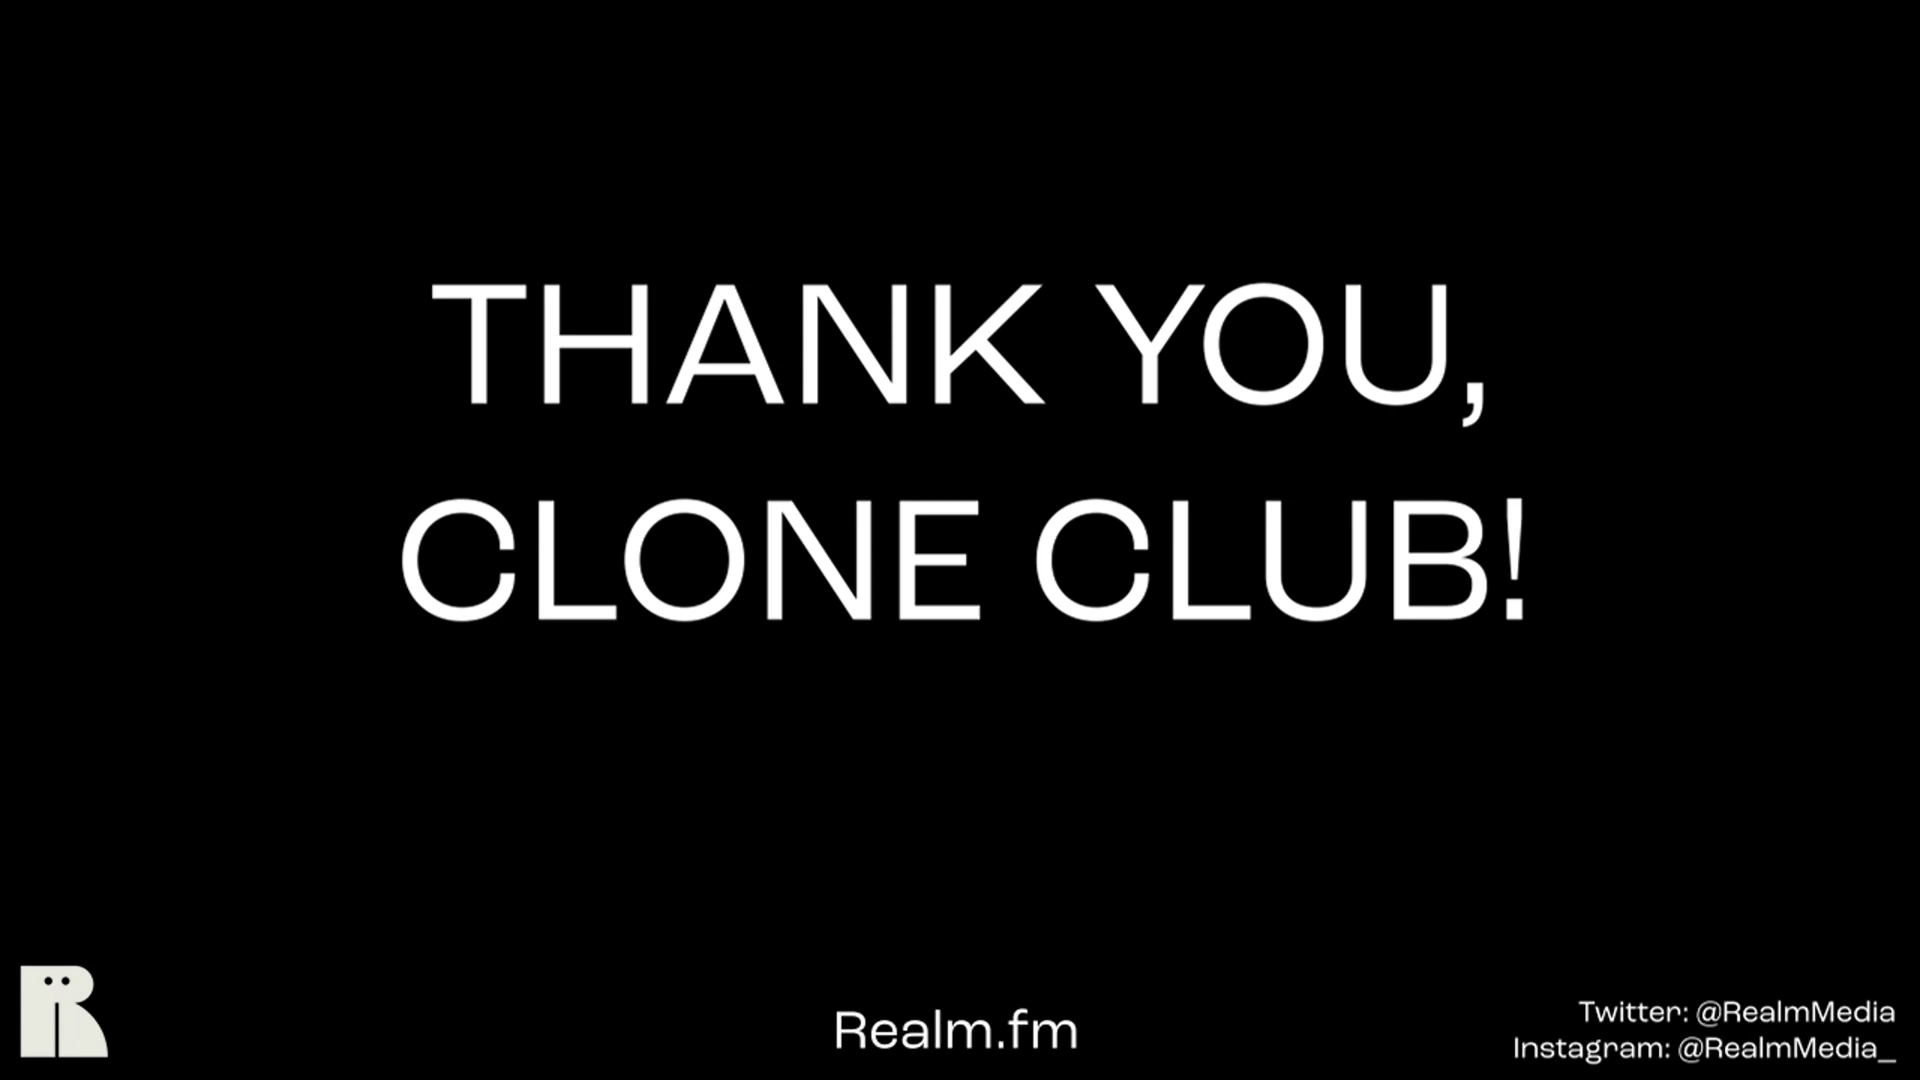 THANK YOU,
CLONE CLUB!
Realm.fm
Twitter: @RealmMedia
Instagram: @RealmMedia_